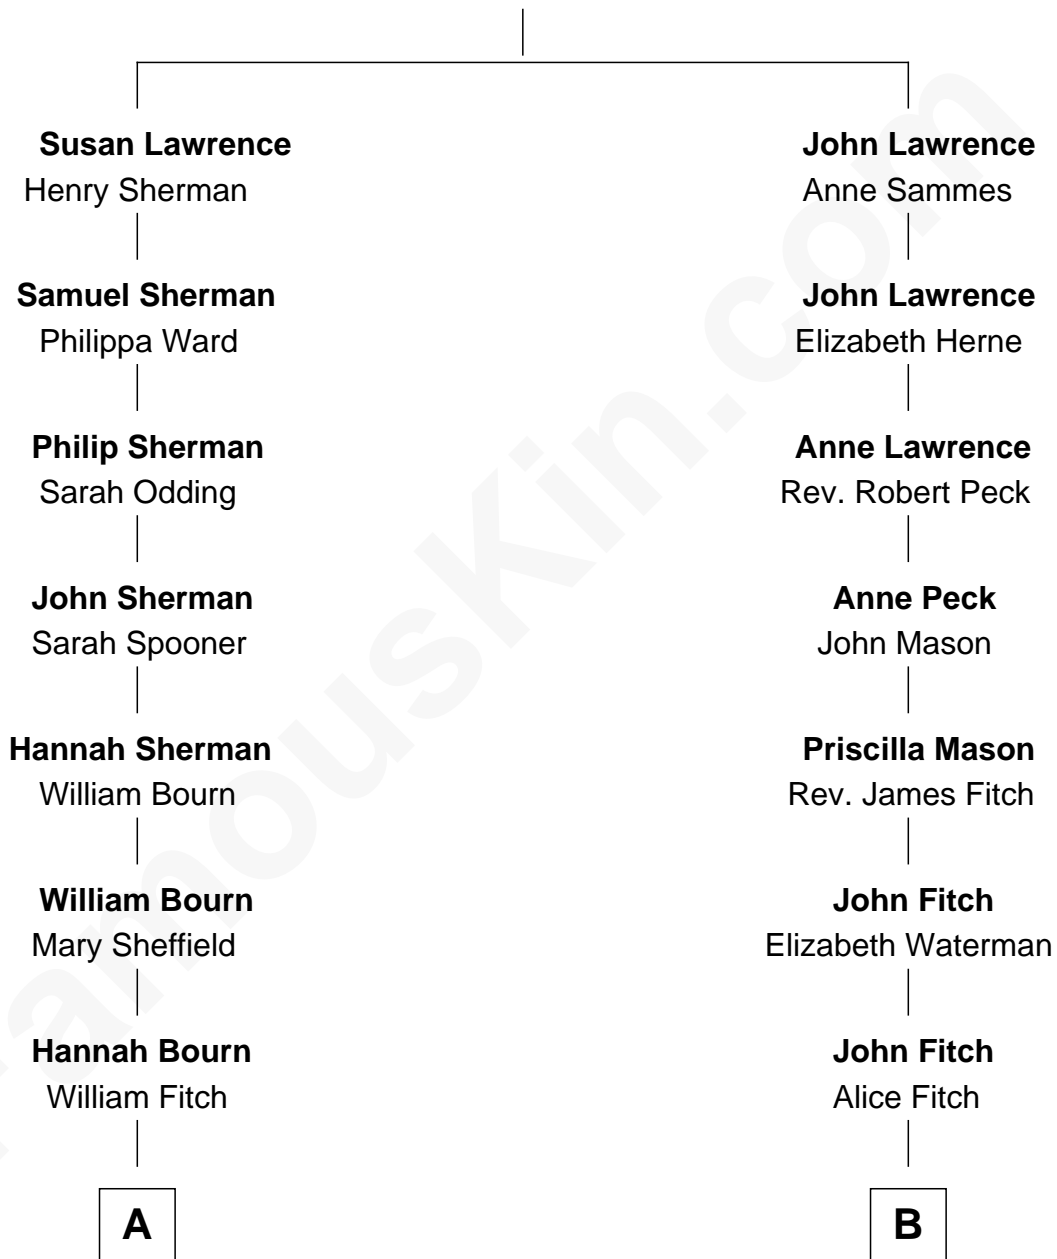 Susan Lawrence
Henry Sherman
Samuel Sherman
Philippa Ward
Philip Sherman
Sarah Odding
John Sherman
Sarah Spooner
Hannah Sherman
William Bourn
William Bourn
Mary Sheffield
Hannah Bourn
William Fitch
A
John Lawrence
Anne Sammes
John Lawrence
Elizabeth Herne
Anne Lawrence
Rev. Robert Peck
Anne Peck
John Mason
Priscilla Mason
Rev. James Fitch
John Fitch
Elizabeth Waterman
John Fitch
Alice Fitch
B
FamousKin.com